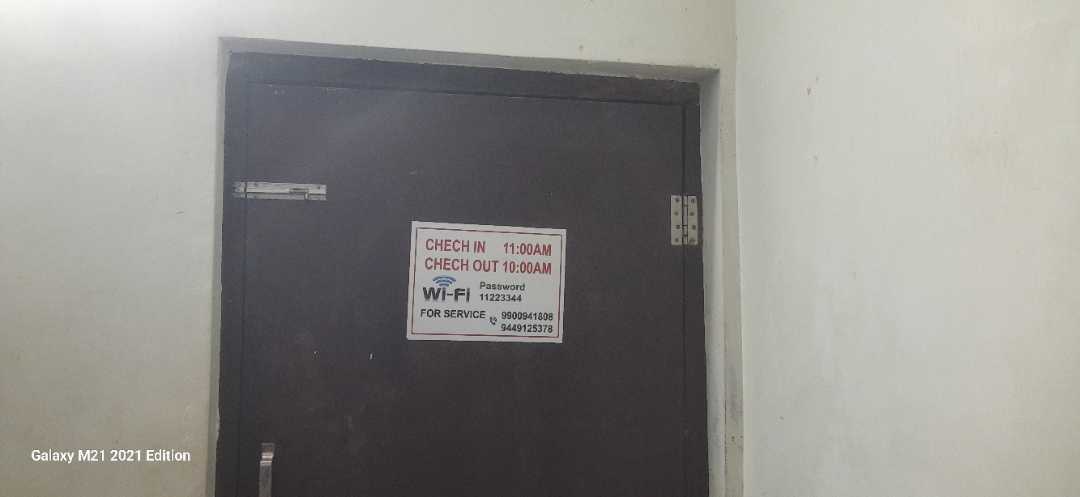 CHECH IN 11:00AM
CHECH OUT 10:00AM
Wi-Fi Password
11223344
FOR SERVICE 9900941808
9449125378
Galaxy M21 2021 Edition